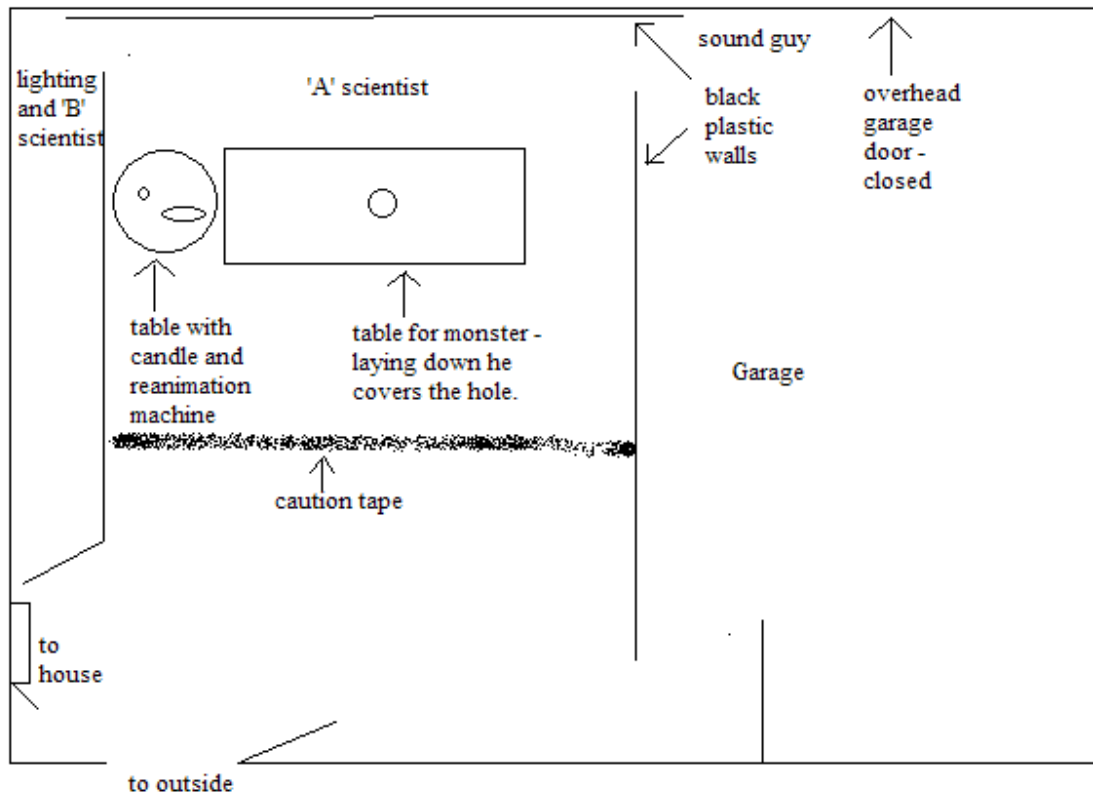 sound guy
lighting
and 'B'
scientist
'A' scientist
black
plastic
walls
overhead
garage
door -
closed
table with
candle and
reanimation
machine
table for monster -
laying down he
covers the hole.
Garage
caution tape
to
house
to outside